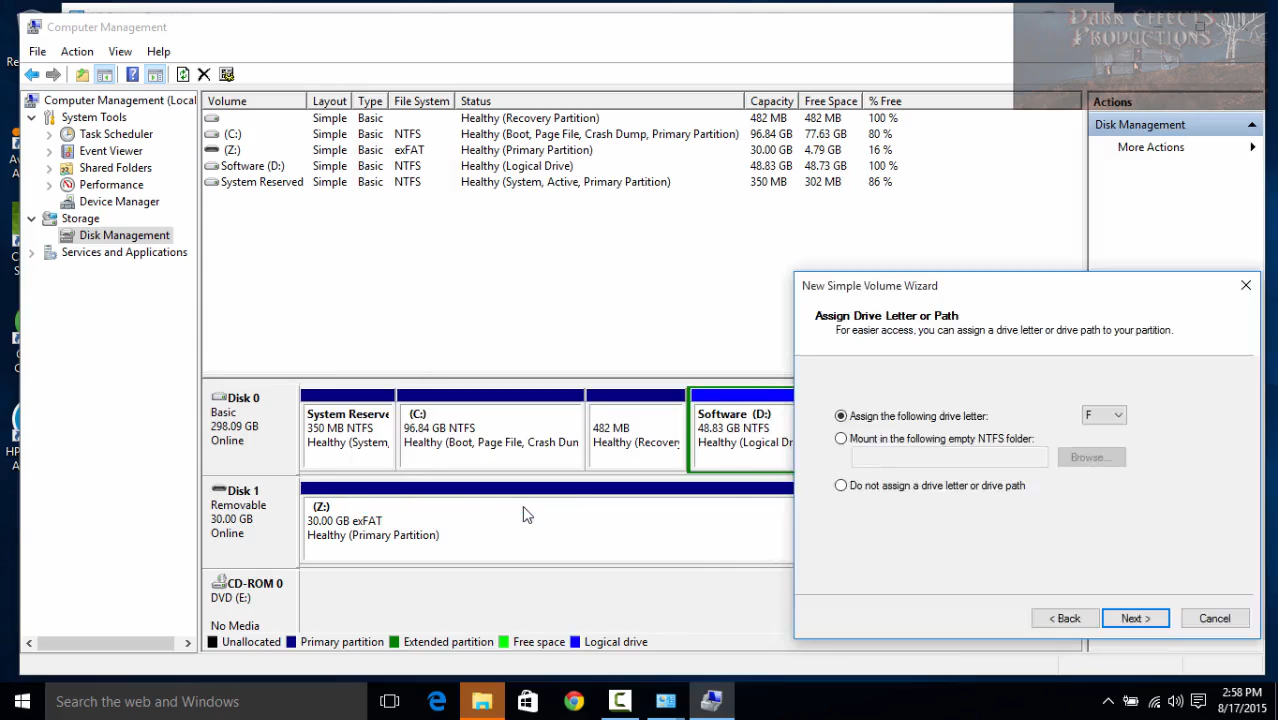 Computer Management
DARK EFFECTS
PRODUCTIONS
File Action View Help
Computer Management (Local
System Tools
Task Scheduler
Event Viewer
Shared Folders
Performance
Device Manager
Storage
Disk Management
Services and Applications
Volume Layout Type File System Status Capacity Free Space % Free
Simple Basic Healthy (Recovery Partition) 482 MB 482 MB 100 %
(C:) Simple Basic NTFS Healthy (Boot, Page File, Crash Dump, Primary Partition) 96.84 GB 77.63 GB 80 %
(Z:) Simple Basic exFAT Healthy (Primary Partition) 30.00 GB 4.79 GB 16 %
Software (D:) Simple Basic NTFS Healthy (Logical Drive) 48.83 GB 48.73 GB 100 %
System Reserved Simple Basic NTFS Healthy (System, Active, Primary Partition) 350 MB 302 MB 86 %
Actions
Disk Management
More Actions
Disk 0
Basic
298.09 GB
Online
System Reserve
350 MB NTFS
Healthy (System,
(C:)
96.84 GB NTFS
Healthy (Boot, Page File, Crash Dun
482 MB
Healthy (Recovery
Software (D:)
48.83 GB NTFS
Healthy (Logical Dr
Disk 1
Removable
30.00 GB
Online
(Z:)
30.00 GB exFAT
Healthy (Primary Partition)
CD-ROM 0
DVD (E:)
No Media
Unallocated Primary partition Extended partition Free space Logical drive
New Simple Volume Wizard
Assign Drive Letter or Path
For easier access, you can assign a drive letter or drive path to your partition.
Assign the following drive letter: F
Mount in the following empty NTFS folder:
Browse...
Do not assign a drive letter or drive path
< Back Next > Cancel
Search the web and Windows
2:58 PM
8/17/2015